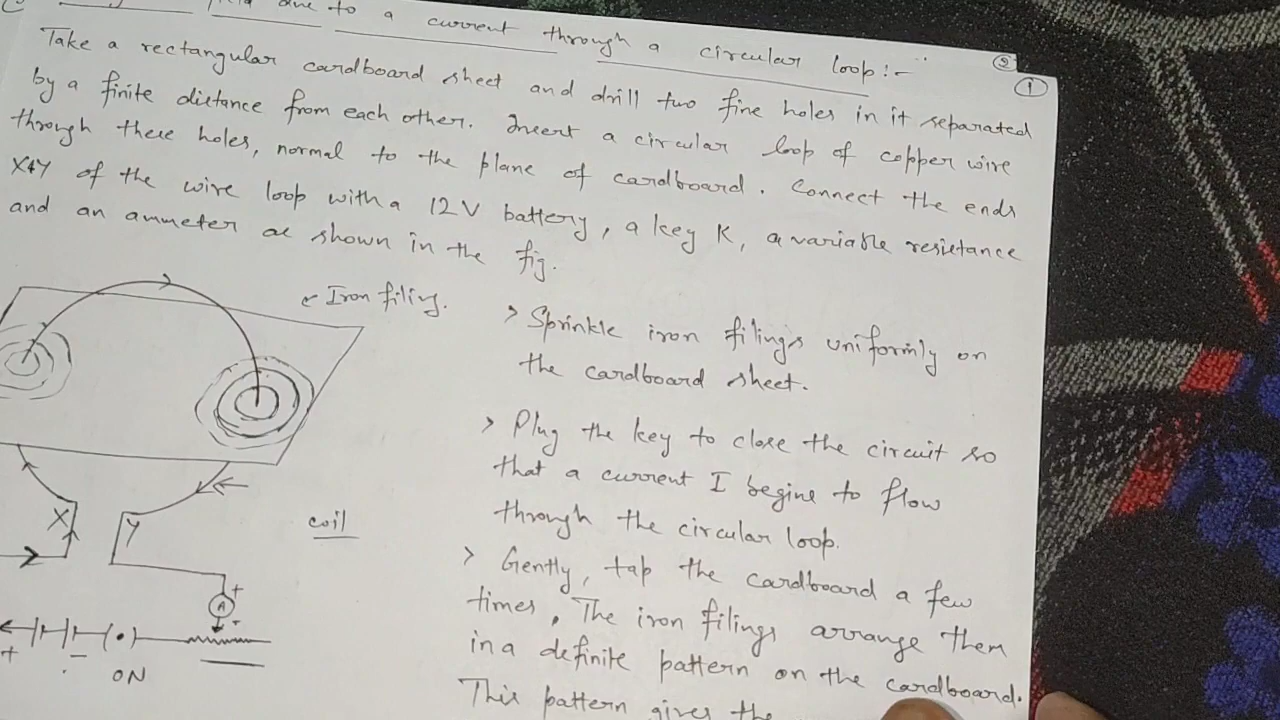 due to a current through a circular loop:-
2
1
Take a rectangular cardboard sheet and drill two fine holes in it separated
by a finite distance from each other. Insert a circular loop of copper wire
through these holes, normal to the plane of cardboard. Connect the ends
X&Y of the wire loop with a 12V battery, a key K, a variable resistance
and an ammeter as shown in the fig.
Iron filing.
> Sprinkle iron filings uniformly on
the cardboard sheet.
> Plug the key to close the circuit so
that a current I begins to flow
through the circular loop.
> Gently, tap the cardboard a few
times. The iron filings arrange them
in a definite pattern on the cardboard.
This pattern gives the
X
Y
coil
+
A
-
+
-
ON